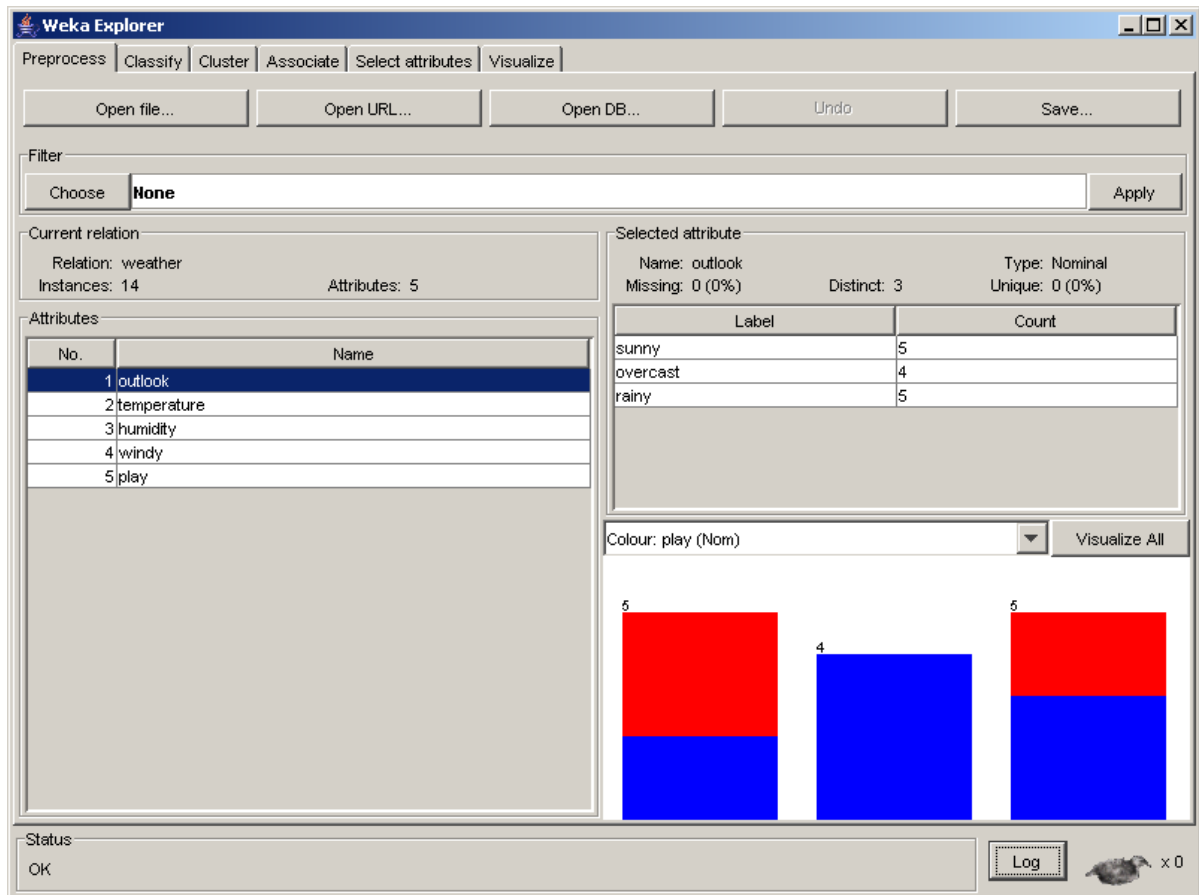 Weka Explorer
Preprocess Classify Cluster Associate Select attributes Visualize
Open file... Open URL... Open DB... Undo Save...
Filter
Choose None Apply
Current relation
Relation: weather
Instances: 14 Attributes: 5
Attributes
No. Name
1 outlook
2 temperature
3 humidity
4 windy
5 play
Selected attribute
Name: outlook Type: Nominal
Missing: 0 (0%) Distinct: 3 Unique: 0 (0%)
Label Count
sunny 5
overcast 4
rainy 5
Colour: play (Nom) Visualize All
5 4 5
Status
OK
Log x 0